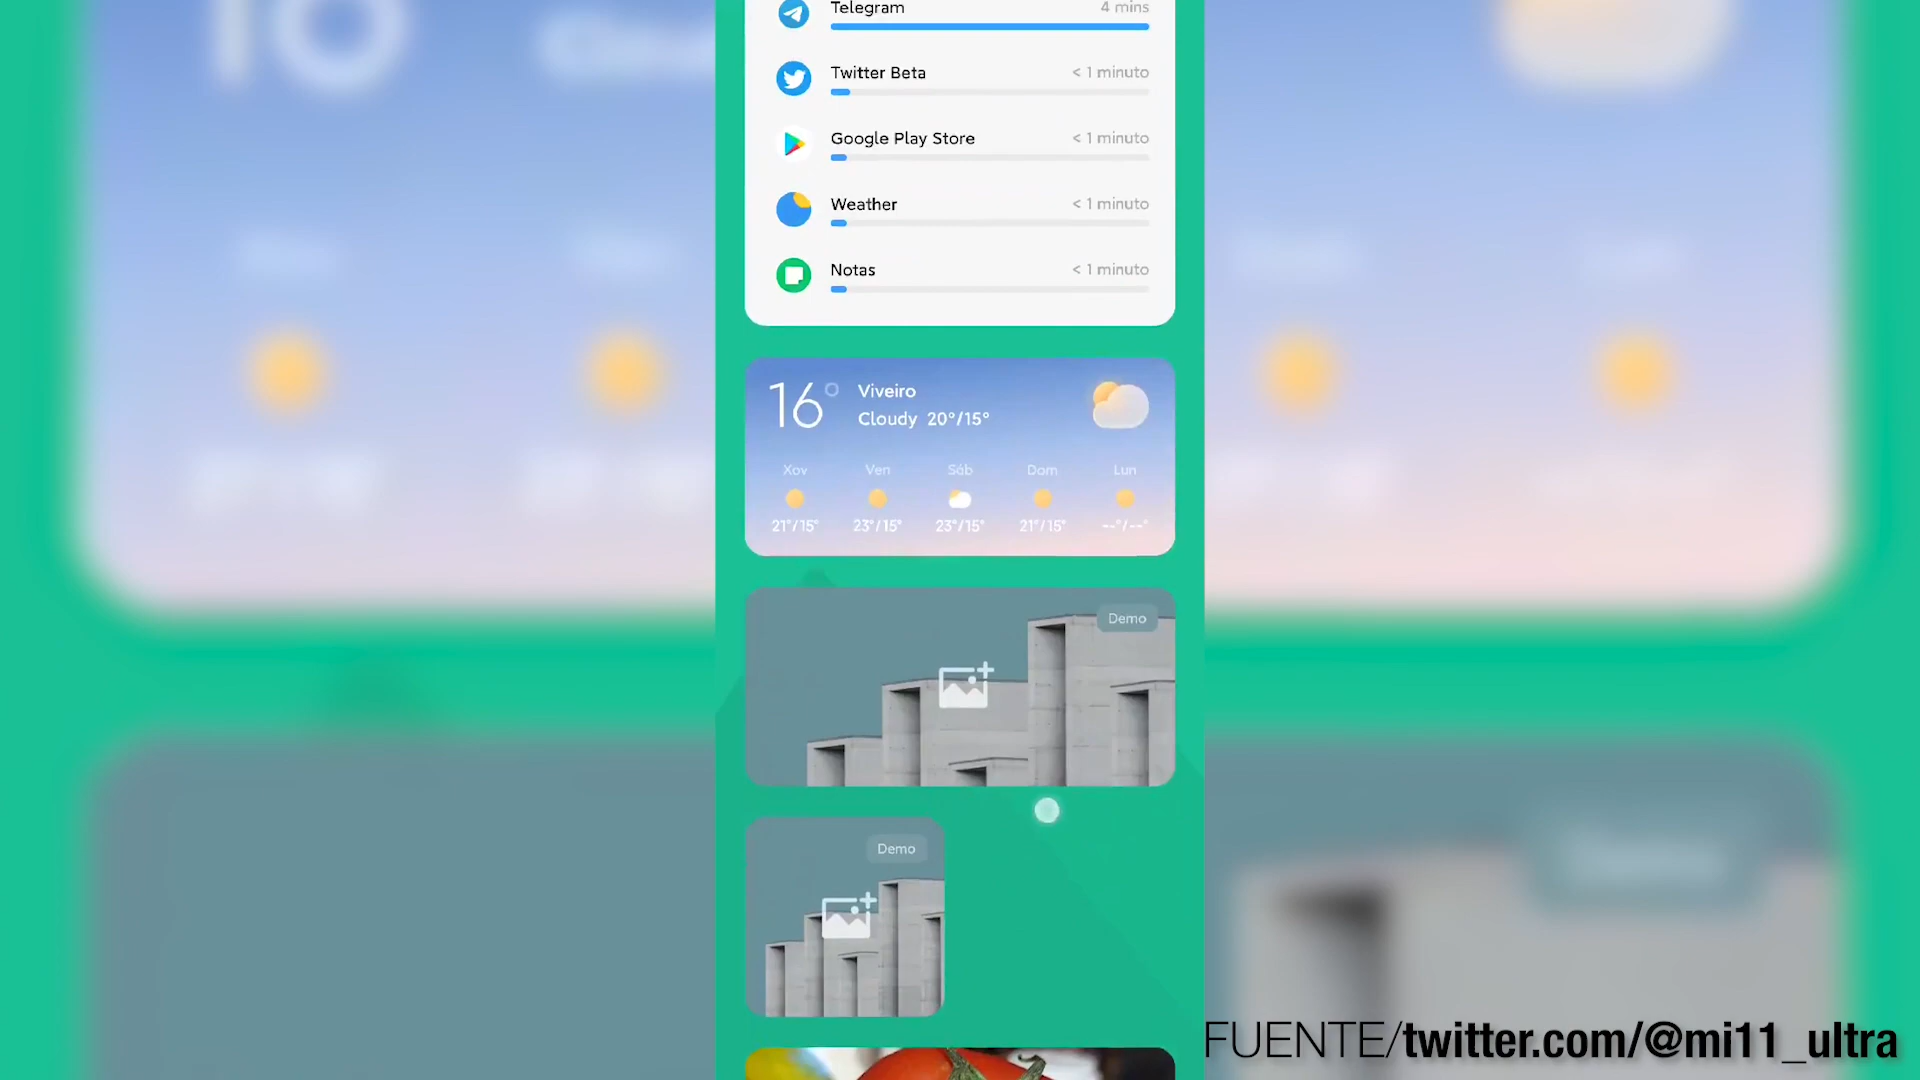 Telegram 4 mins
Twitter Beta < 1 minuto
Google Play Store < 1 minuto
Weather < 1 minuto
Notas < 1 minuto
16° Viveiro
Cloudy 20°/15°
Xov Ven Sáb Dom Lun
21°/15° 23°/15° 23°/15° 21°/15° --°/--°
Demo
Demo
FUENTE/twitter.com/@mi11_ultra